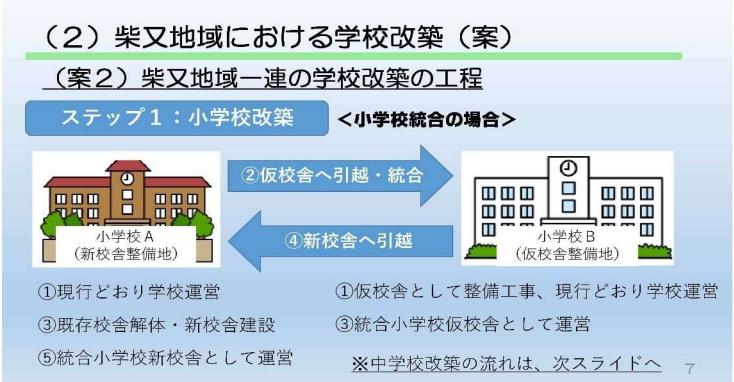 （２）柴又地域における学校改築（案）
（案２）柴又地域一連の学校改築の工程
ステップ１：小学校改築
＜小学校統合の場合＞
②仮校舎へ引越・統合
④新校舎へ引越
小学校Ａ
（新校舎整備地）
小学校Ｂ
（仮校舎整備地）
①現行どおり学校運営
③既存校舎解体・新校舎建設
⑤統合小学校新校舎として運営
①仮校舎として整備工事、現行どおり学校運営
③統合小学校仮校舎として運営
※中学校改築の流れは、次スライドへ
7